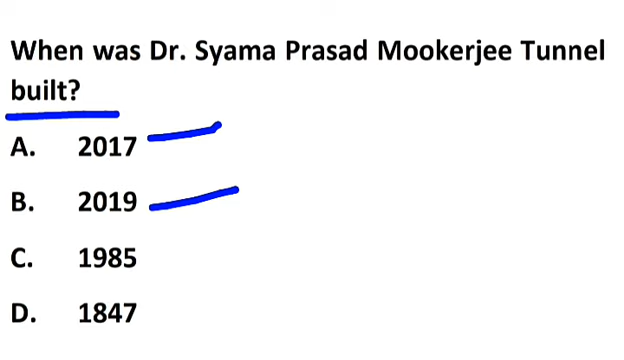 When was Dr. Syama Prasad Mookerjee Tunnel
built?
A. 2017
B. 2019
C. 1985
D. 1847